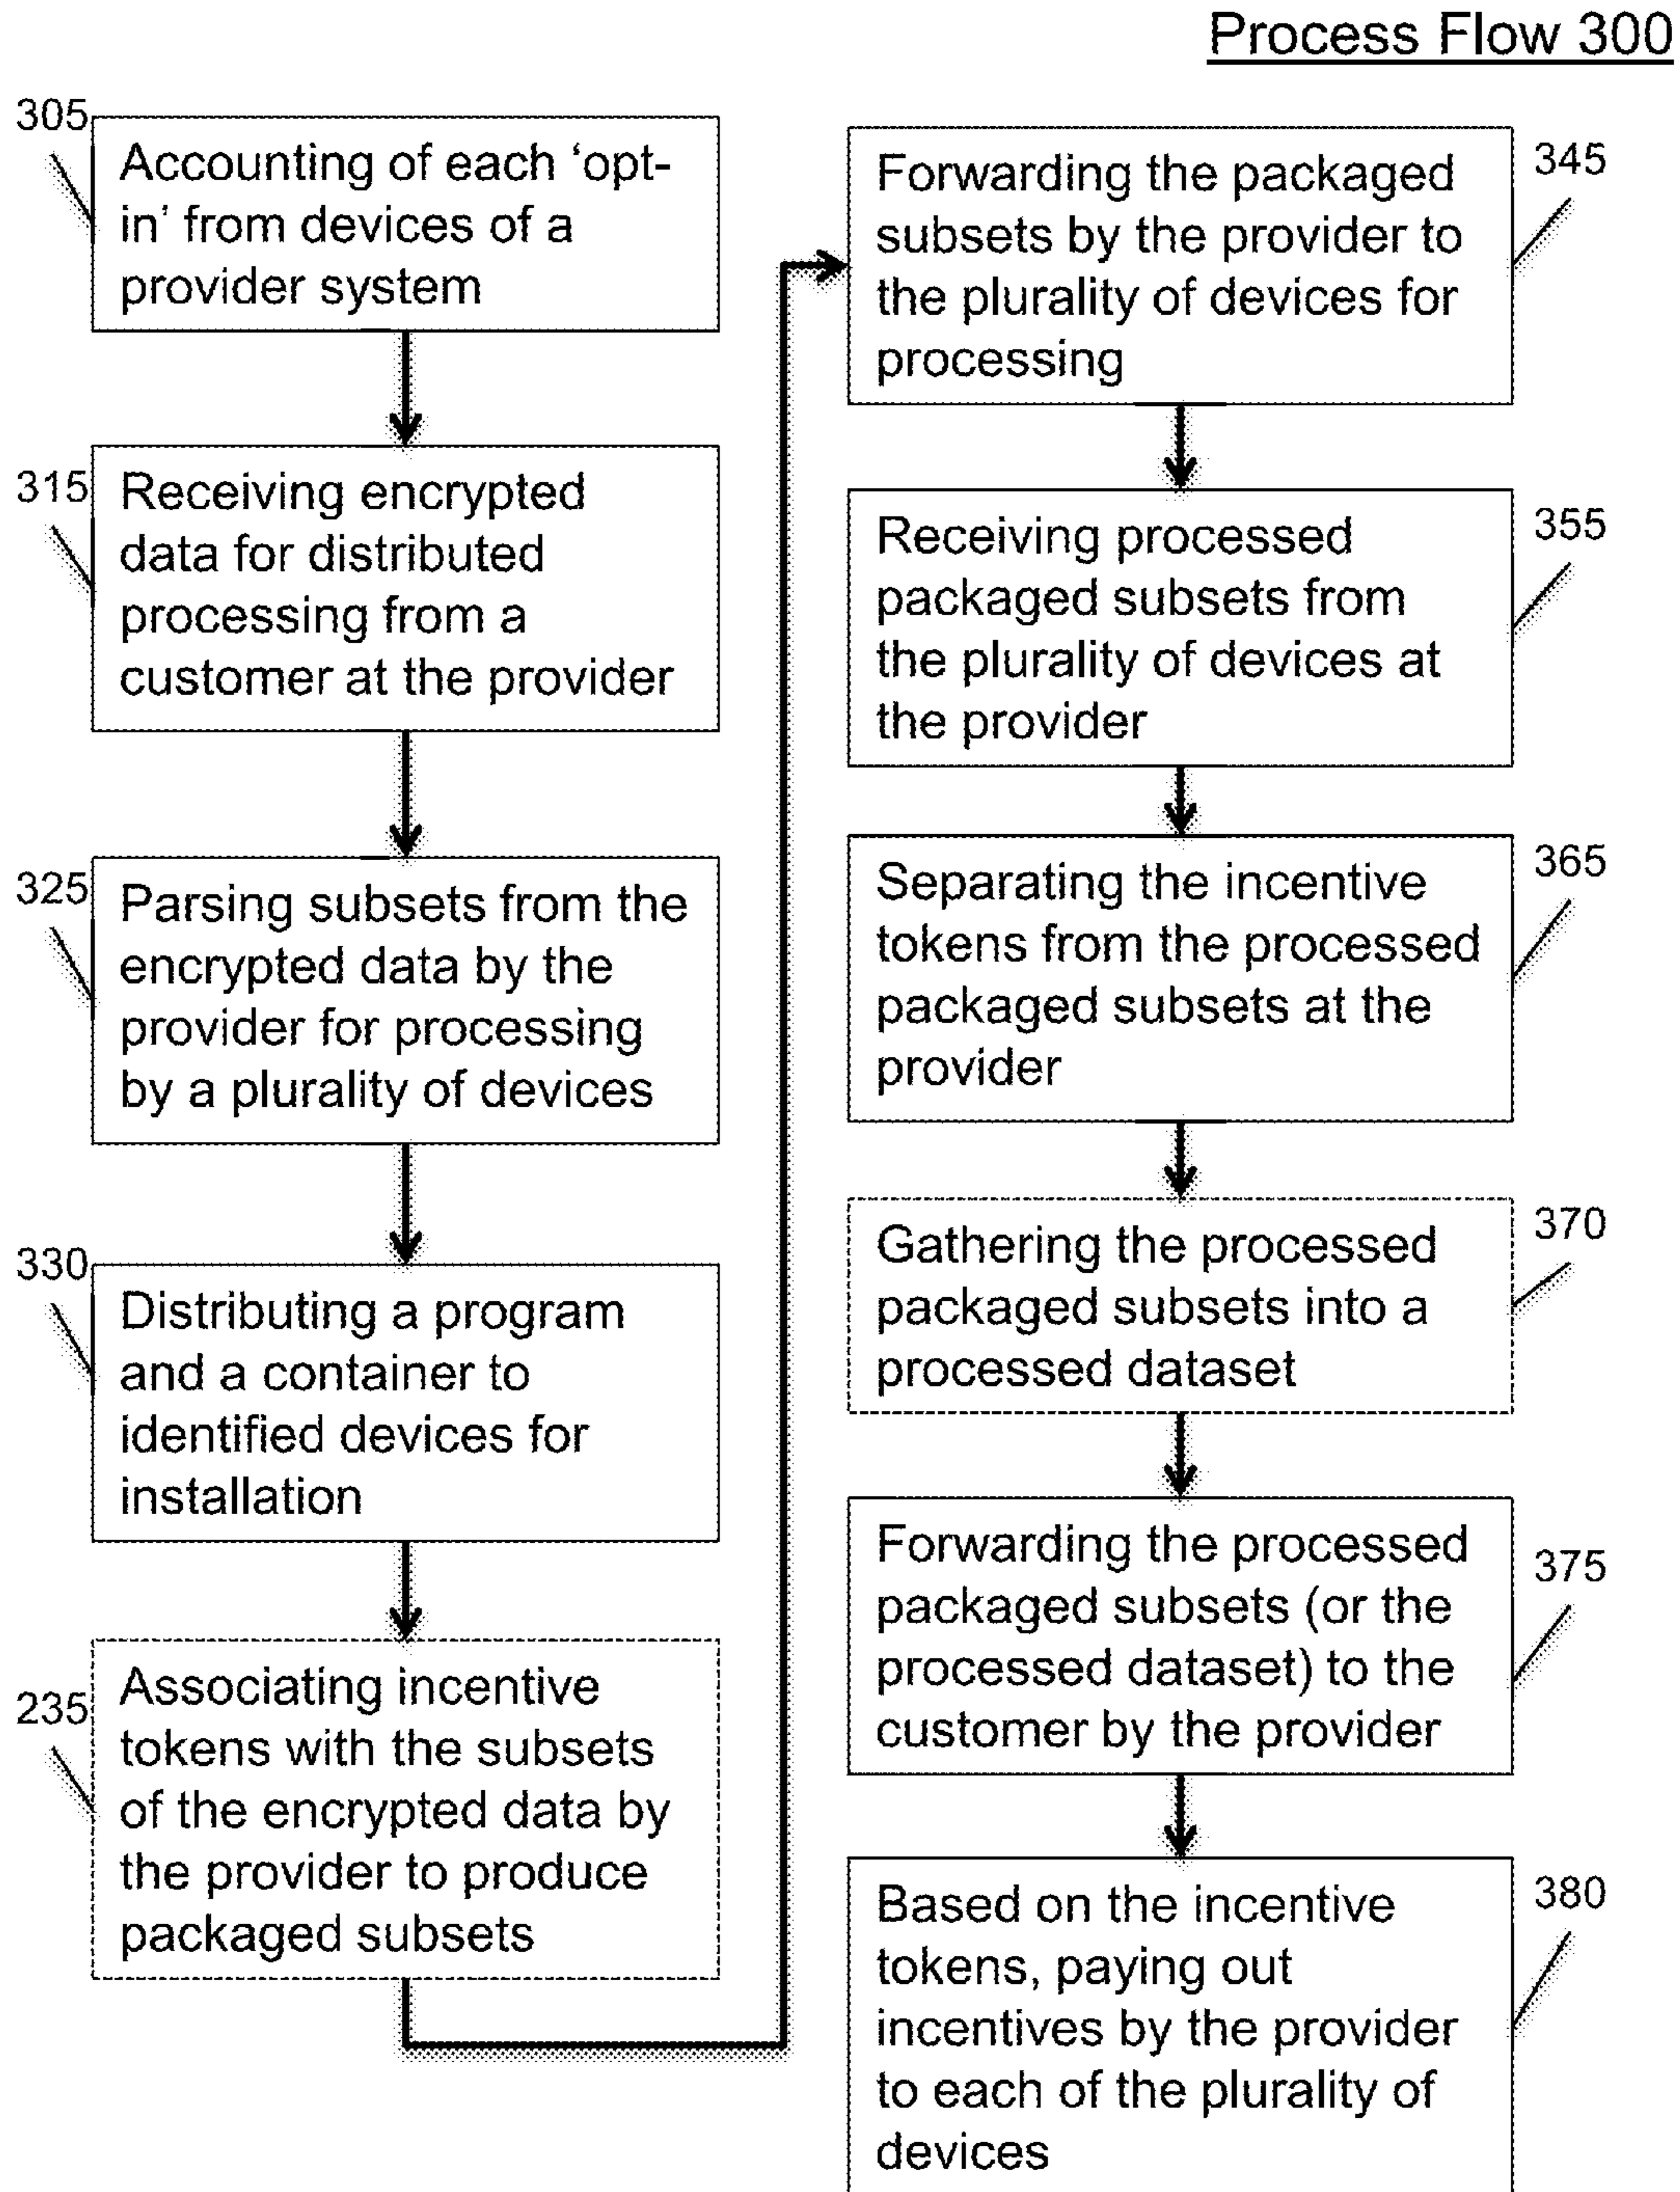 Process Flow 300
305
Accounting of each ‘opt-
in’ from devices of a
provider system
315
Receiving encrypted
data for distributed
processing from a
customer at the provider
325
Parsing subsets from the
encrypted data by the
provider for processing
by a plurality of devices
330
Distributing a program
and a container to
identified devices for
installation
235
Associating incentive
tokens with the subsets
of the encrypted data by
the provider to produce
packaged subsets
345
Forwarding the packaged
subsets by the provider to
the plurality of devices for
processing
355
Receiving processed
packaged subsets from
the plurality of devices at
the provider
365
Separating the incentive
tokens from the processed
packaged subsets at the
provider
370
Gathering the processed
packaged subsets into a
processed dataset
375
Forwarding the processed
packaged subsets (or the
processed dataset) to the
customer by the provider
380
Based on the incentive
tokens, paying out
incentives by the provider
to each of the plurality of
devices